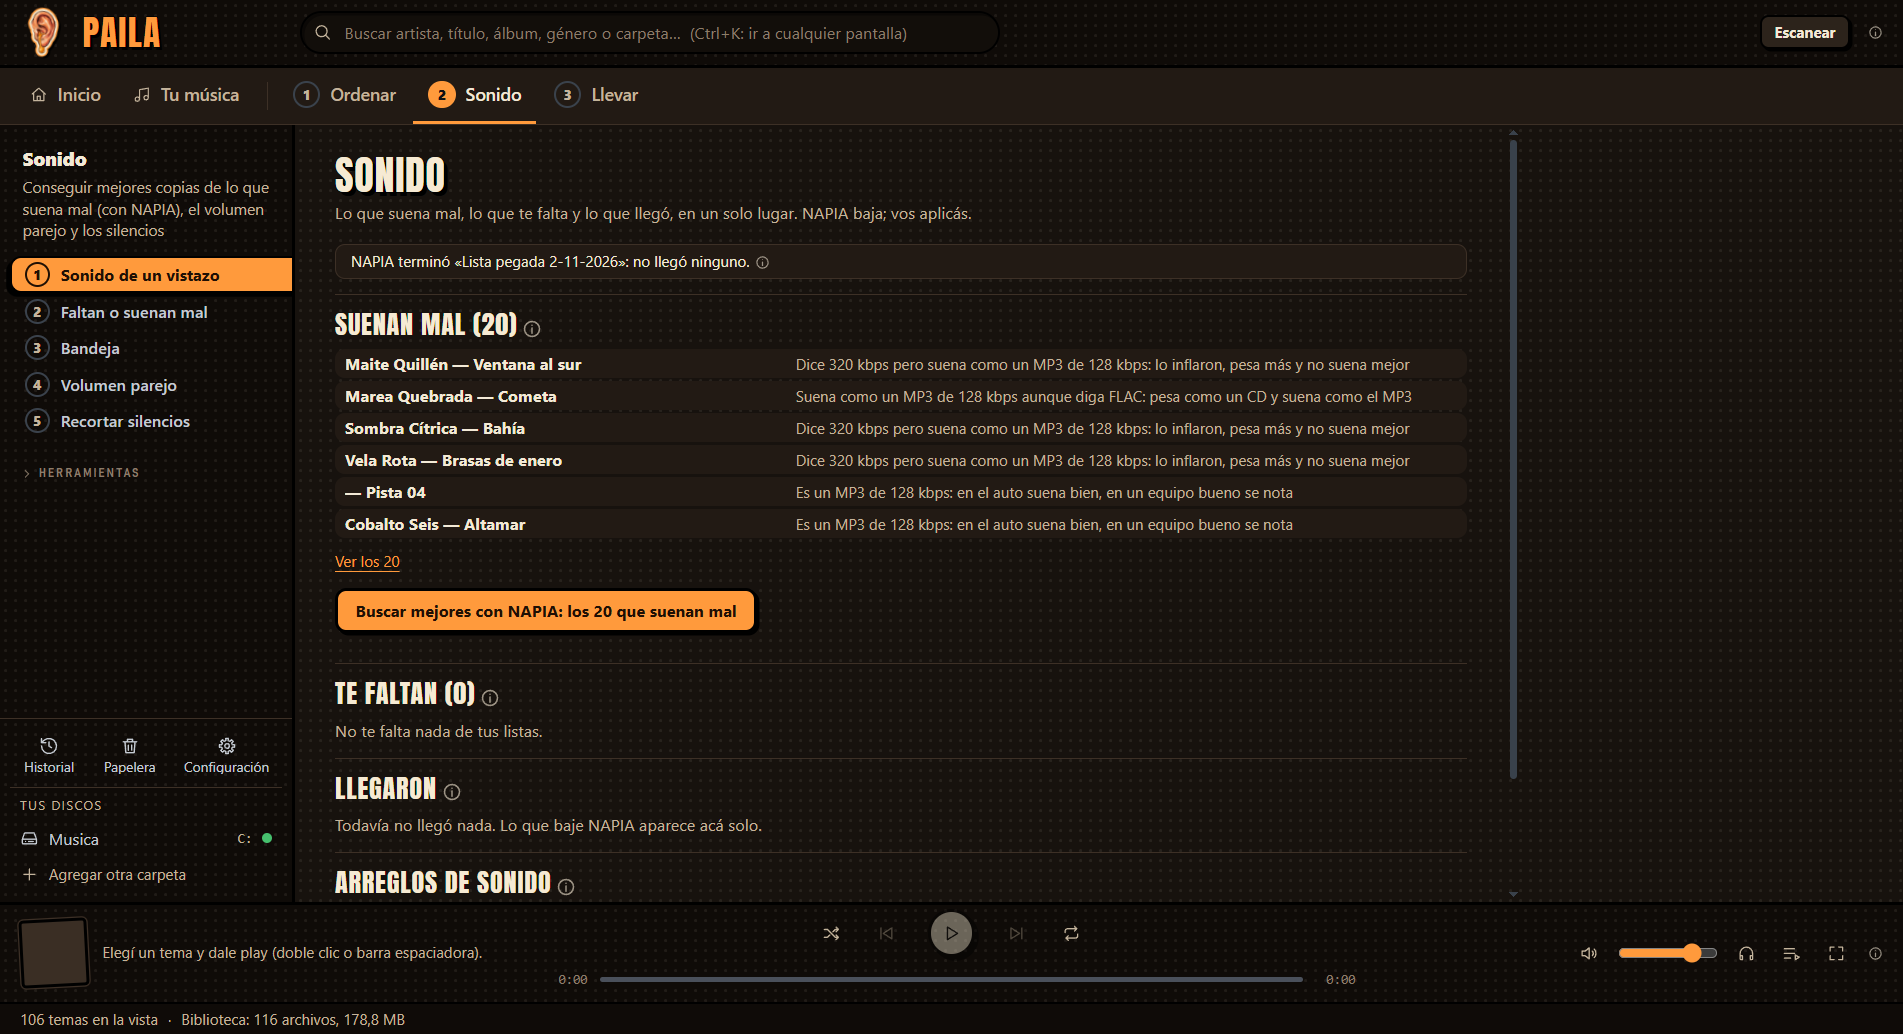 PAILA
Buscar artista, título, álbum, género o carpeta... (Ctrl+K: ir a cualquier pantalla)
Escanear
Inicio
Tu música
1 Ordenar
2 Sonido
3 Llevar
Sonido
Conseguir mejores copias de lo que
suena mal (con NAPIA), el volumen
parejo y los silencios
1 Sonido de un vistazo
2 Faltan o suenan mal
3 Bandeja
4 Volumen parejo
5 Recortar silencios
HERRAMIENTAS
Historial
Papelera
Configuración
TUS DISCOS
Musica C:
Agregar otra carpeta
SONIDO
Lo que suena mal, lo que te falta y lo que llegó, en un solo lugar. NAPIA baja; vos aplicás.
NAPIA terminó «Lista pegada 2-11-2026»: no llegó ninguno.
SUENAN MAL (20)
Maite Quillén — Ventana al sur Dice 320 kbps pero suena como un MP3 de 128 kbps: lo inflaron, pesa más y no suena mejor
Marea Quebrada — Cometa Suena como un MP3 de 128 kbps aunque diga FLAC: pesa como un CD y suena como el MP3
Sombra Cítrica — Bahía Dice 320 kbps pero suena como un MP3 de 128 kbps: lo inflaron, pesa más y no suena mejor
Vela Rota — Brasas de enero Dice 320 kbps pero suena como un MP3 de 128 kbps: lo inflaron, pesa más y no suena mejor
— Pista 04 Es un MP3 de 128 kbps: en el auto suena bien, en un equipo bueno se nota
Cobalto Seis — Altamar Es un MP3 de 128 kbps: en el auto suena bien, en un equipo bueno se nota
Ver los 20
Buscar mejores con NAPIA: los 20 que suenan mal
TE FALTAN (0)
No te falta nada de tus listas.
LLEGARON
Todavía no llegó nada. Lo que baje NAPIA aparece acá solo.
ARREGLOS DE SONIDO
Elegí un tema y dale play (doble clic o barra espaciadora).
0:00
0:00
106 temas en la vista · Biblioteca: 116 archivos, 178,8 MB